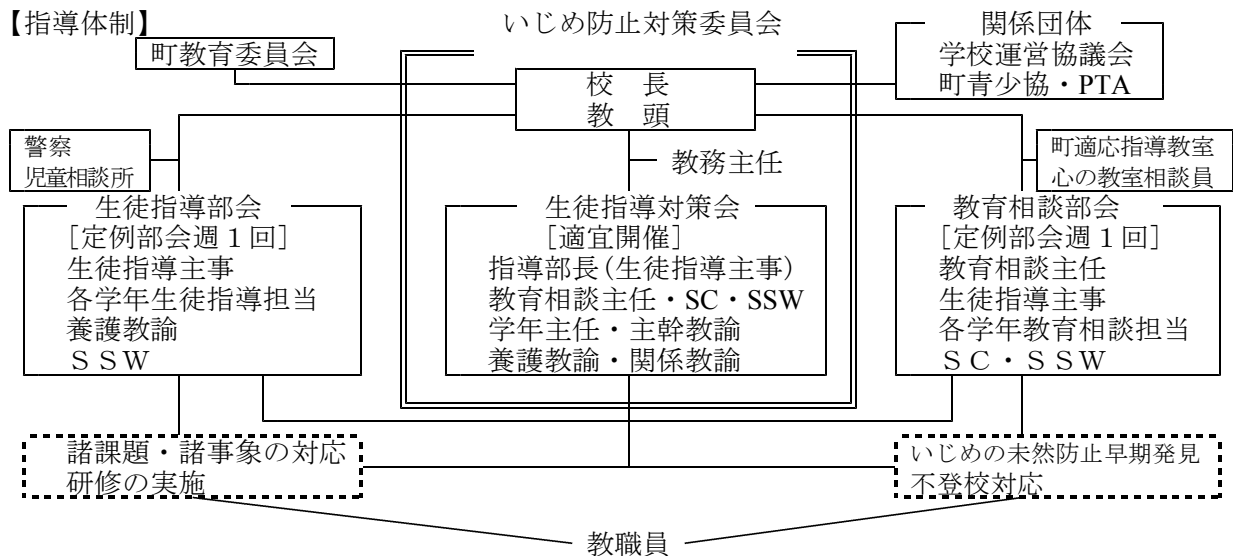 【指導体制】
いじめ防止対策委員会
町教育委員会
関係団体
学校運営協議会
町青少協・PTA
校 長
教 頭
警察
児童相談所
教務主任
町適応指導教室
心の教室相談員
生徒指導部会
[定例部会週1回]
生徒指導主事
各学年生徒指導担当
養護教諭
SSW
生徒指導対策会
[適宜開催]
指導部長(生徒指導主事)
教育相談主任・SC・SSW
学年主任・主幹教諭
養護教諭・関係教諭
教育相談部会
[定例部会週1回]
教育相談主任
生徒指導主事
各学年教育相談担当
SC・SSW
諸課題・諸事象の対応
研修の実施
いじめの未然防止早期発見
不登校対応
教職員